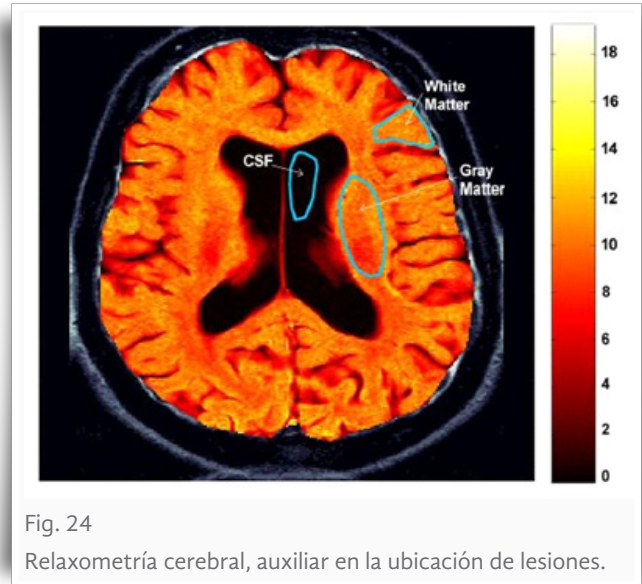 White
Matter
CSF
Gray
Matter
18
16
14
12
10
8
6
4
2
0
Fig. 24
Relaxometría cerebral, auxiliar en la ubicación de lesiones.